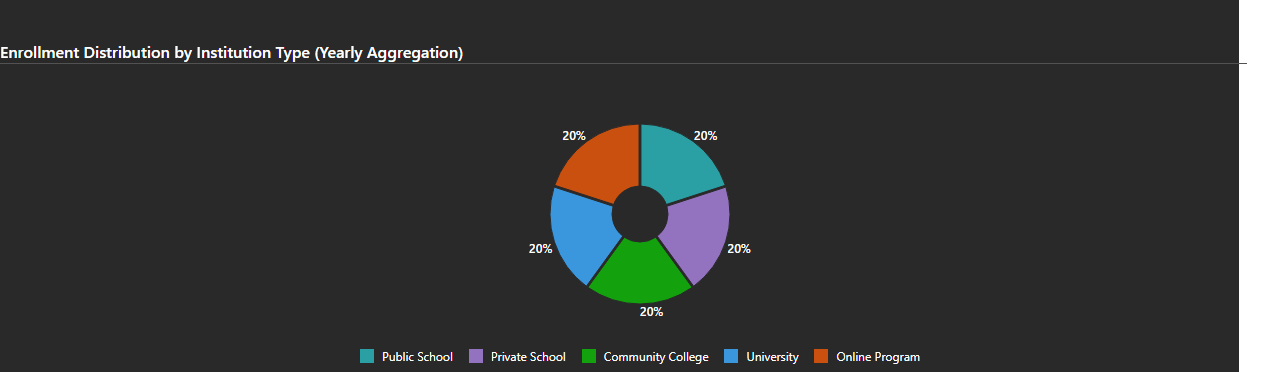 Enrollment Distribution by Institution Type (Yearly Aggregation)
20% 20%
20% 20%
20%
Public School Private School Community College University Online Program